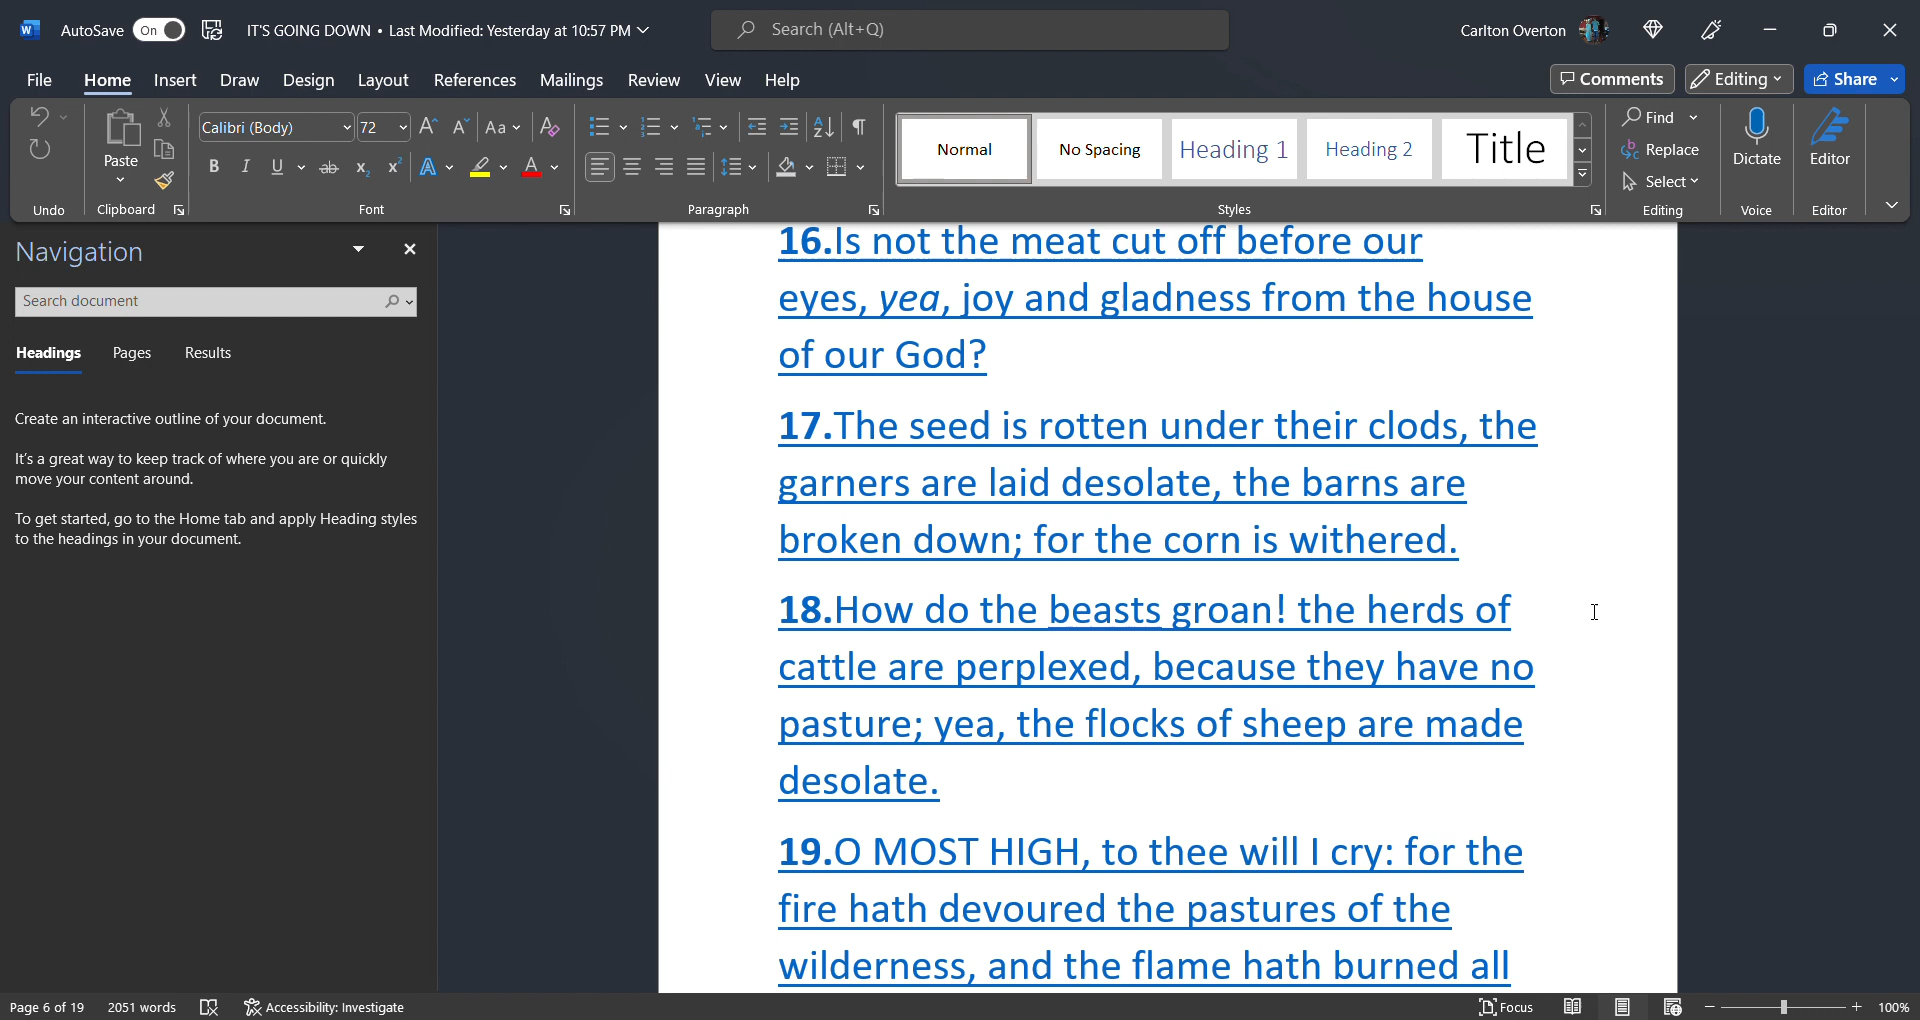 AutoSave On IT'S GOING DOWN • Last Modified: Yesterday at 10:57 PM Search (Alt+Q) Carlton Overton
File Home Insert Draw Design Layout References Mailings Review View Help Comments Editing Share
Paste
Calibri (Body) 72
Aa
Normal No Spacing Heading 1 Heading 2 Title
Find
Replace
Select
Dictate Editor
Undo Clipboard Font Paragraph Styles Editing Voice Editor
Navigation
Search document
Headings Pages Results
Create an interactive outline of your document.
It's a great way to keep track of where you are or quickly
move your content around.
To get started, go to the Home tab and apply Heading styles
to the headings in your document.
16.Is not the meat cut off before our
eyes, yea, joy and gladness from the house
of our God?
17.The seed is rotten under their clods, the
garners are laid desolate, the barns are
broken down; for the corn is withered.
18.How do the beasts groan! the herds of
cattle are perplexed, because they have no
pasture; yea, the flocks of sheep are made
desolate.
19.O MOST HIGH, to thee will I cry: for the
fire hath devoured the pastures of the
wilderness, and the flame hath burned all
Page 6 of 19 2051 words Accessibility: Investigate Focus 100%